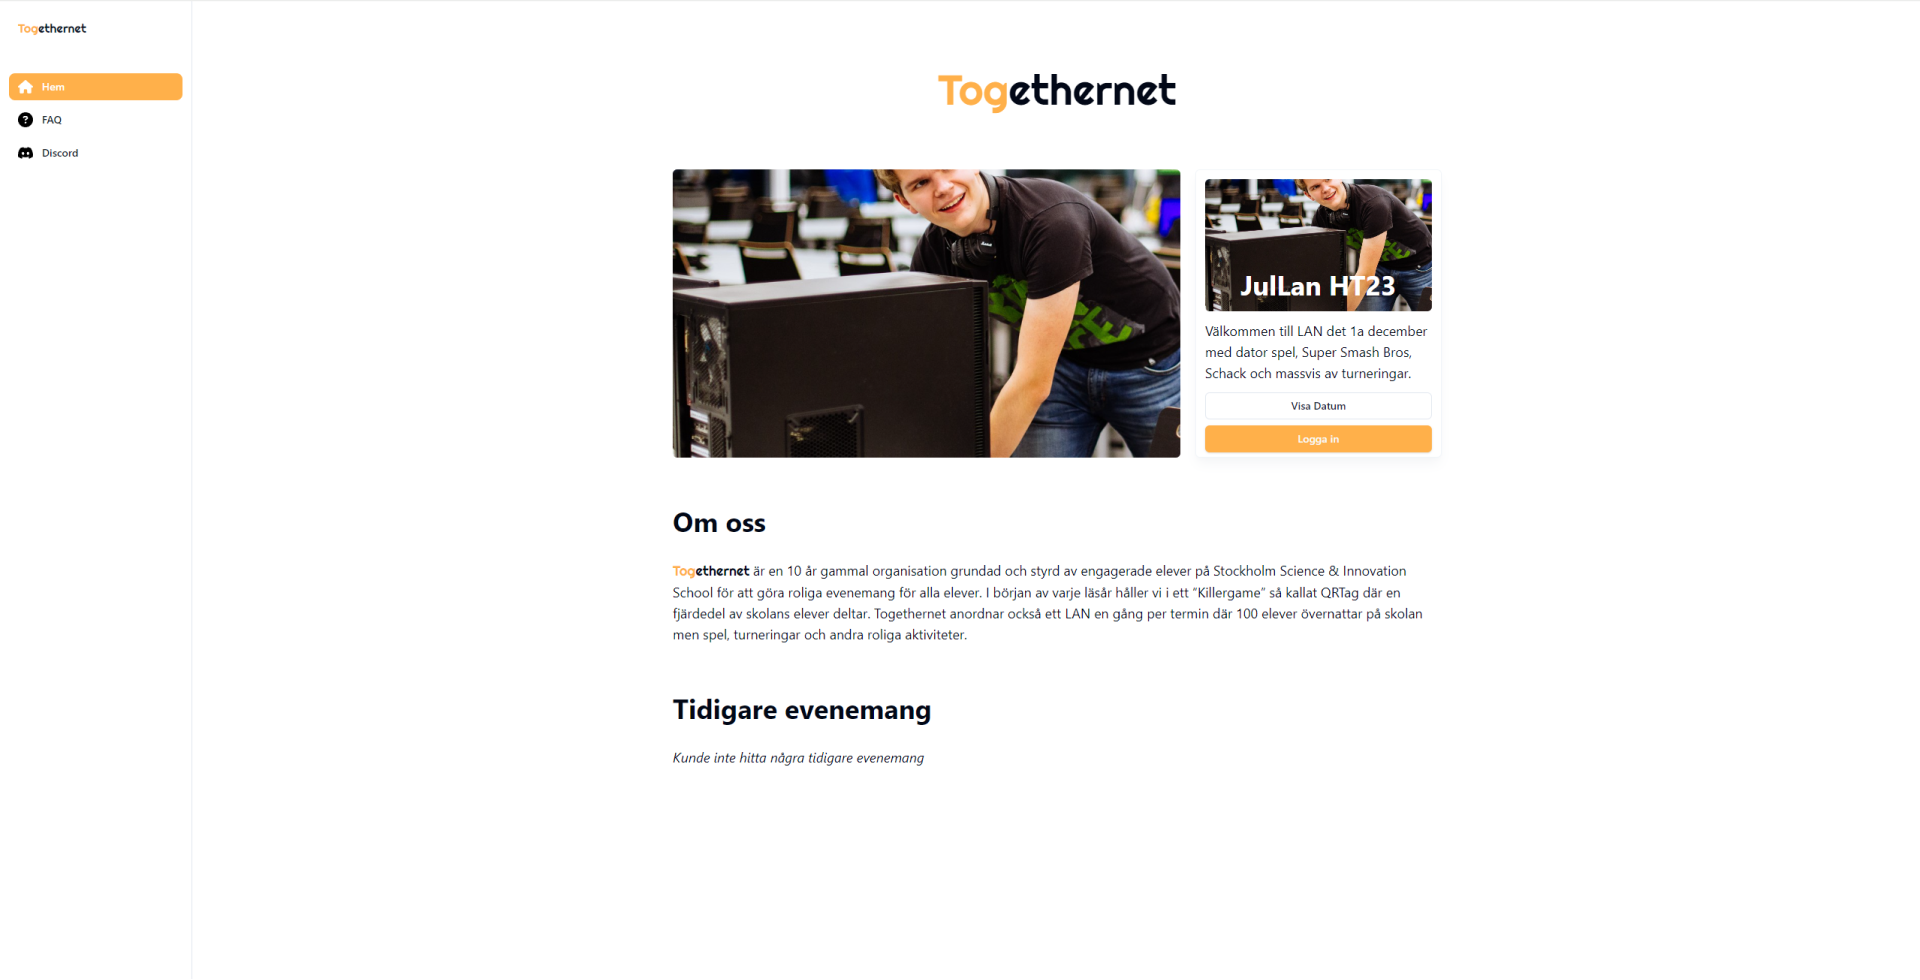 Togethernet
Hem
FAQ
Discord
Togethernet
JulLan HT23
Välkommen till LAN det 1a december
med dator spel, Super Smash Bros,
Schack och massvis av turneringar.
Visa Datum
Logga in
Om oss
Togethernet är en 10 år gammal organisation grundad och styrd av engagerade elever på Stockholm Science & Innovation
School för att göra roliga evenemang för alla elever. I början av varje läsår håller vi i ett ”Killergame” så kallat QRTag där en
fjärdedel av skolans elever deltar. Togethernet anordnar också ett LAN en gång per termin där 100 elever övernattar på skolan
men spel, turneringar och andra roliga aktiviteter.
Tidigare evenemang
Kunde inte hitta några tidigare evenemang